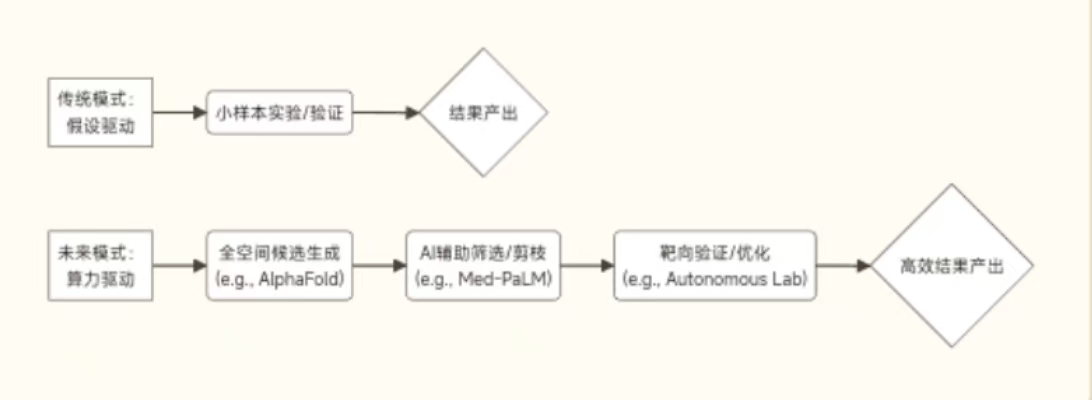 传统模式：
假设驱动
小样本实验/验证
结果产出
未来模式：
算力驱动
全空间候选生成
(e.g., AlphaFold)
AI辅助筛选/剪枝
(e.g., Med-PaLM)
靶向验证/优化
(e.g., Autonomous Lab)
高效结果产出